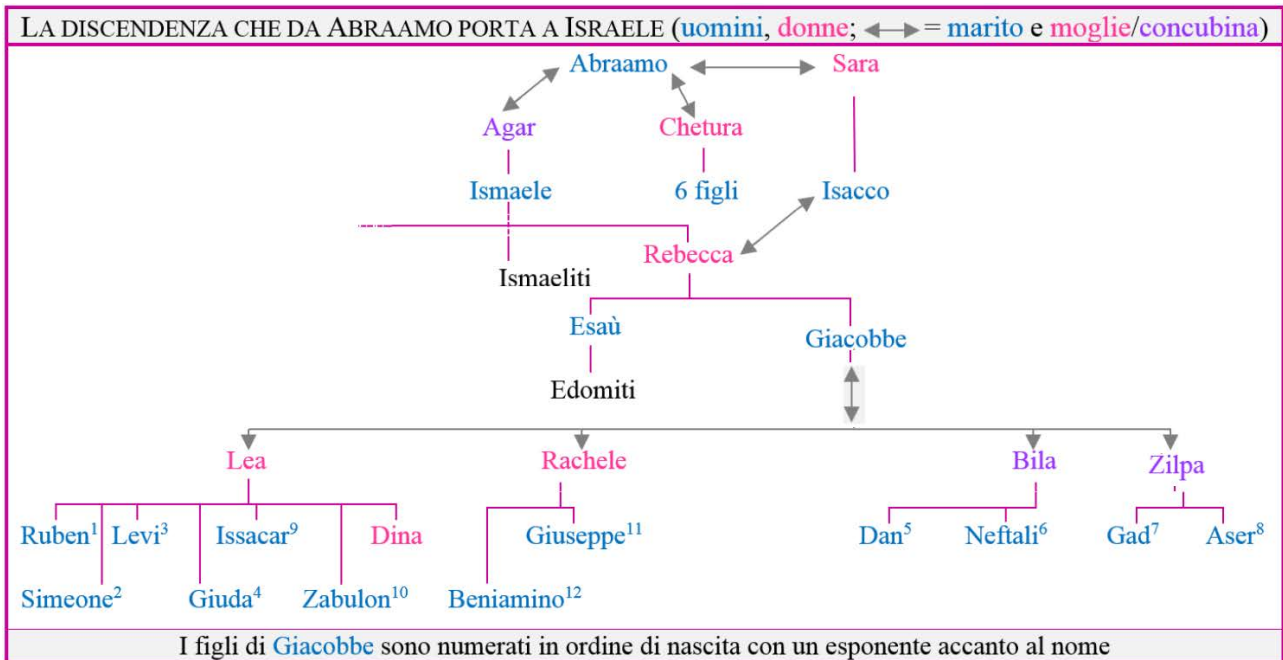 LA DISCENDENZA CHE DA ABRAAMO PORTA A ISRAELE (uomini, donne; ⟷ = marito e moglie/concubina)
Abraamo Sara
Agar Chetura
Ismaele 6 figli Isacco
Rebecca
Ismaeliti
Esaù Giacobbe
Edomiti
Lea Rachele Bila Zilpa
Ruben¹ Levi³ Issacar⁹ Dina Giuseppe¹¹ Dan⁵ Neftali⁶ Gad⁷ Aser⁸
Simeone² Giuda⁴ Zabulon¹⁰ Beniamino¹²
I figli di Giacobbe sono numerati in ordine di nascita con un esponente accanto al nome